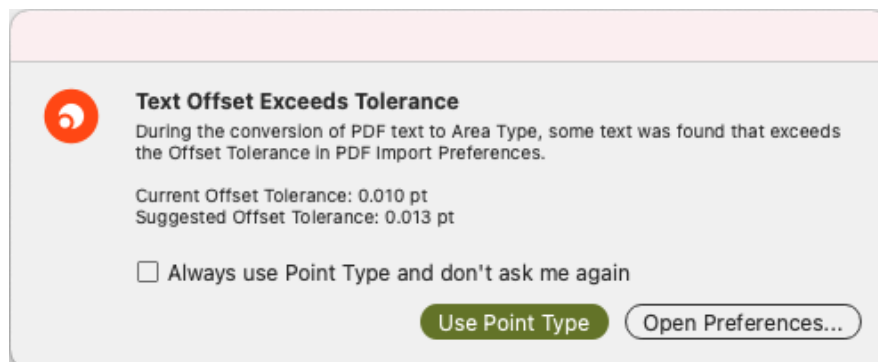 Text Offset Exceeds Tolerance
During the conversion of PDF text to Area Type, some text was found that exceeds
the Offset Tolerance in PDF Import Preferences.
Current Offset Tolerance: 0.010 pt
Suggested Offset Tolerance: 0.013 pt
Always use Point Type and don't ask me again
Use Point Type Open Preferences...